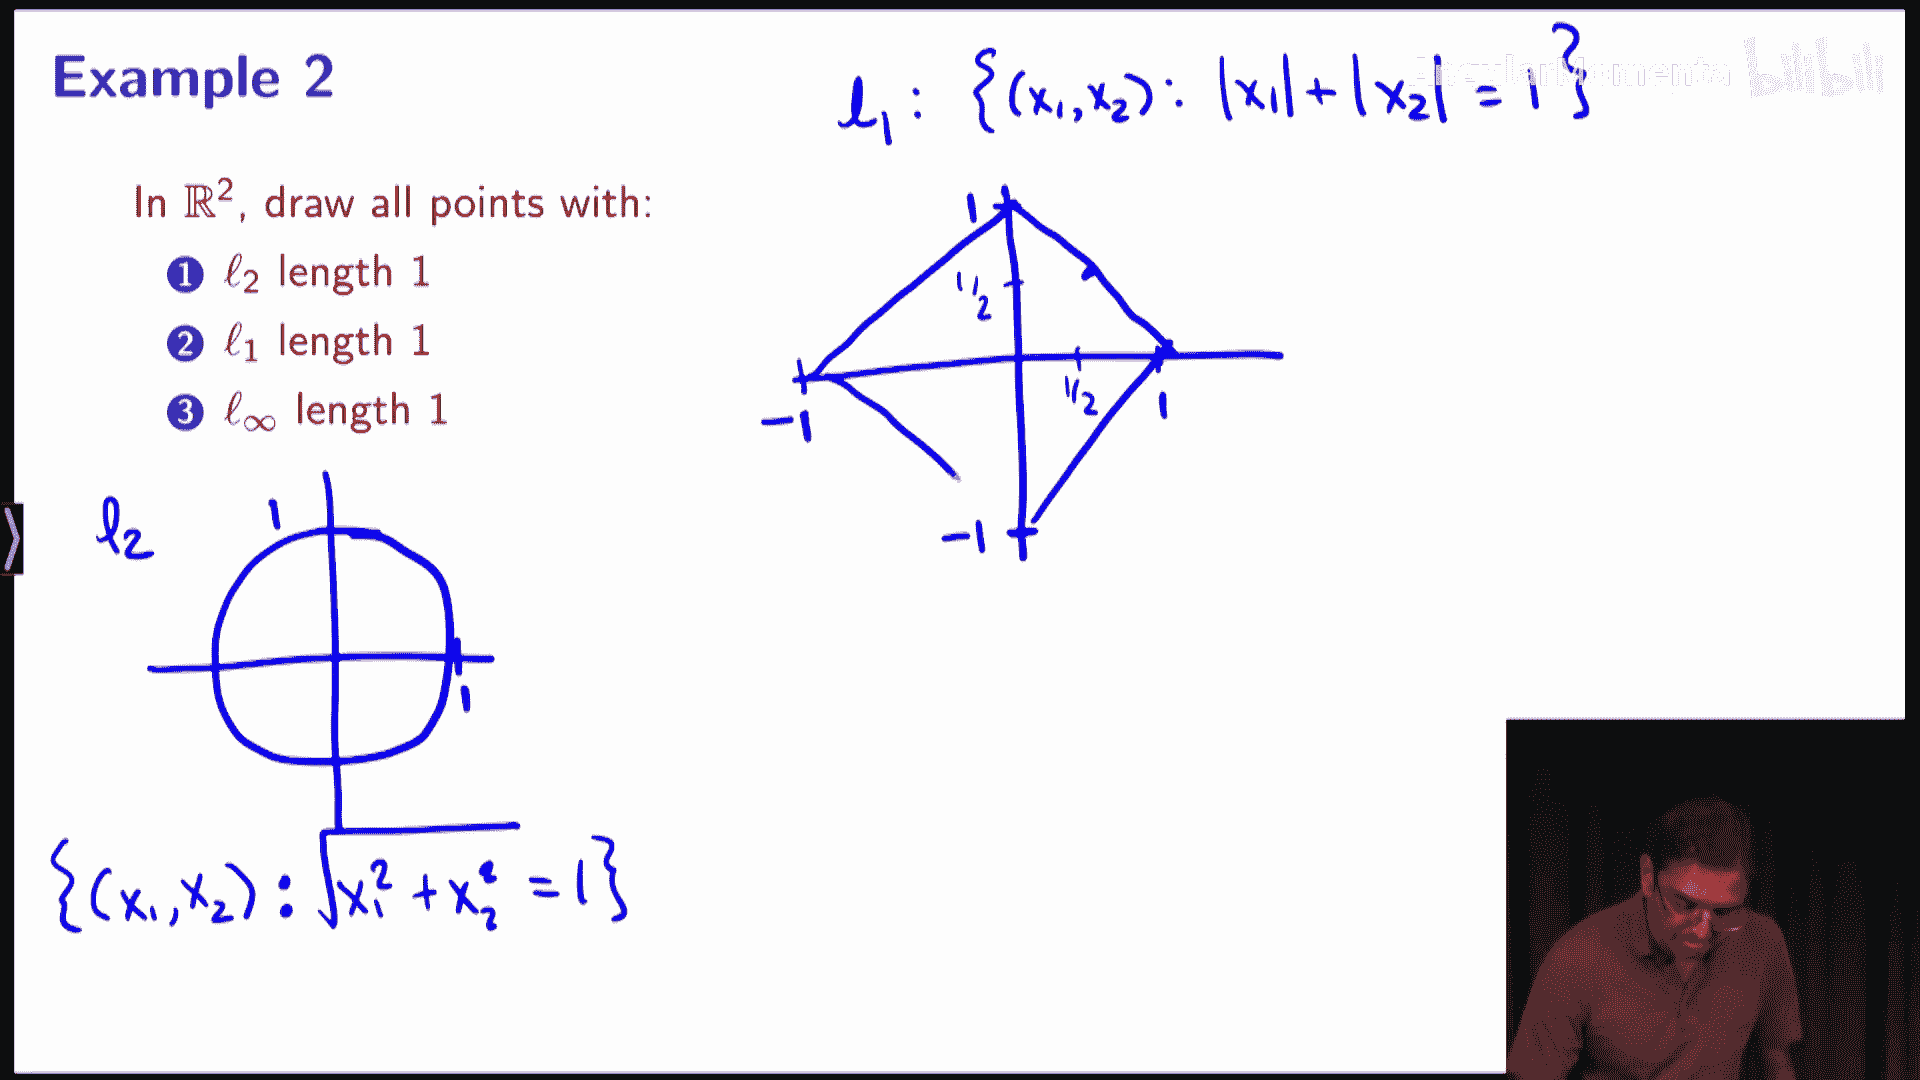 Example 2
In ℝ², draw all points with:
1 ℓ₂ length 1
2 ℓ₁ length 1
3 ℓ∞ length 1
l₁: {(x₁,x₂): |x₁|+|x₂| = 1}
1
1/2
-1
1/2
1
-1
l₂
1
1
{(x₁,x₂): √x₁²+x₂² = 1}
bilibili